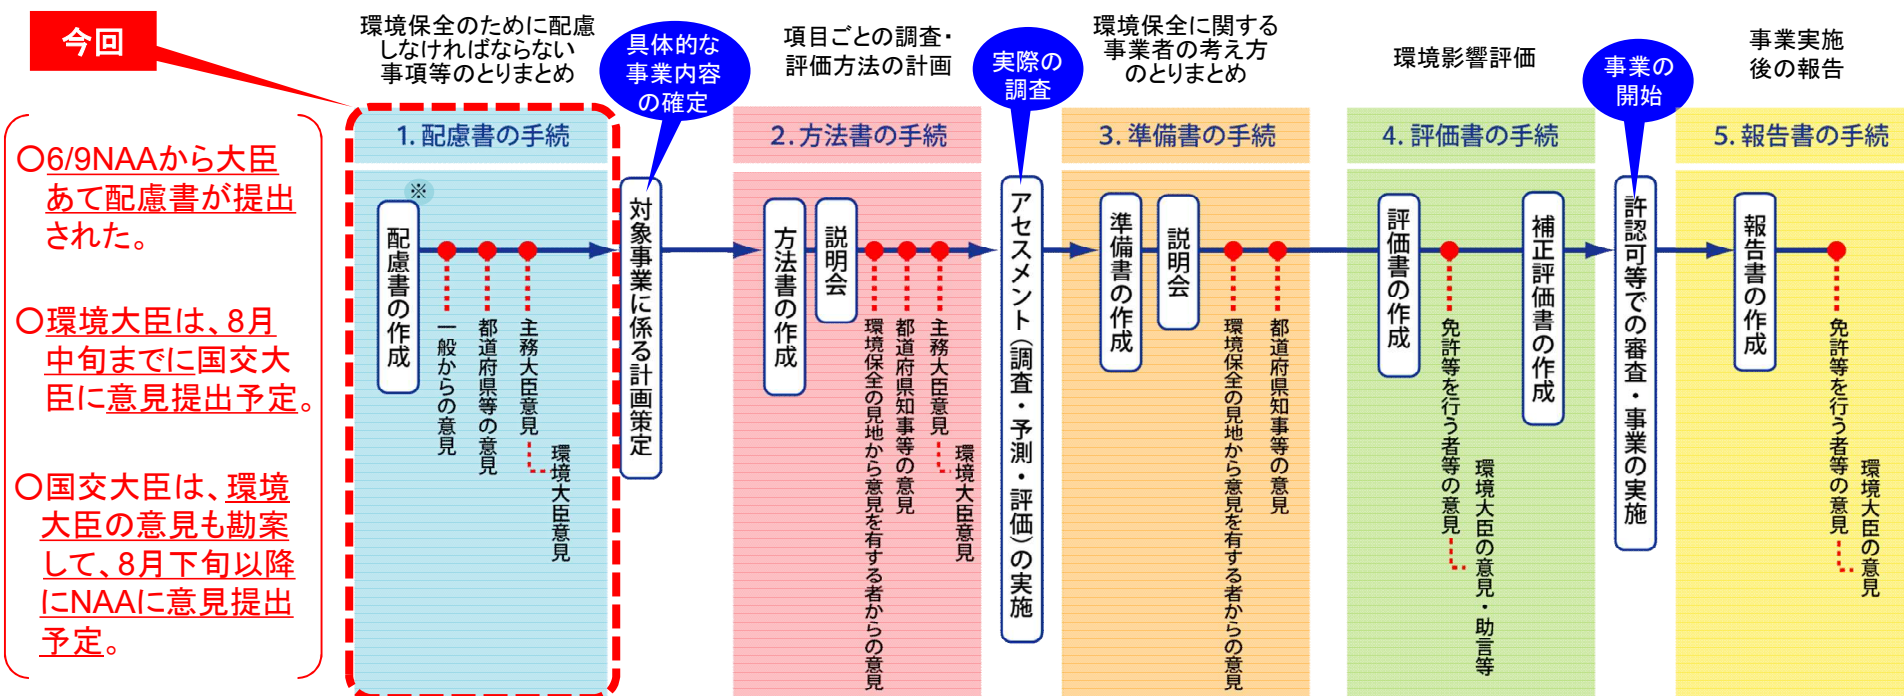 今回
〇6/9NAAから大臣
あて配慮書が提出
された。
〇環境大臣は、8月
中旬までに国交大
臣に意見提出予定。
〇国交大臣は、環境
大臣の意見も勘案
して、8月下旬以降
にNAAに意見提出
予定。
環境保全のために配慮
しなければならない
事項等のとりまとめ
1. 配慮書の手続
※
配慮書の作成
一般からの意見
都道府県等の意見
主務大臣意見
環境大臣意見
具体的な
事業内容
の確定
対象事業に係る計画策定
項目ごとの調査・
評価方法の計画
2. 方法書の手続
方法書の作成
説明会
環境保全の見地から意見を有する者からの意見
都道府県知事等の意見
主務大臣意見
環境大臣意見
実際の
調査
アセスメント(調査・予測・評価)の実施
環境保全に関する
事業者の考え方
のとりまとめ
3. 準備書の手続
準備書の作成
説明会
環境保全の見地から意見を有する者からの意見
都道府県知事等の意見
環境影響評価
4. 評価書の手続
評価書の作成
免許等を行う者等の意見
環境大臣の意見・助言等
補正評価書の作成
事業の
開始
許認可等での審査・事業の実施
事業実施
後の報告
5. 報告書の手続
報告書の作成
免許等を行う者等の意見
環境大臣の意見